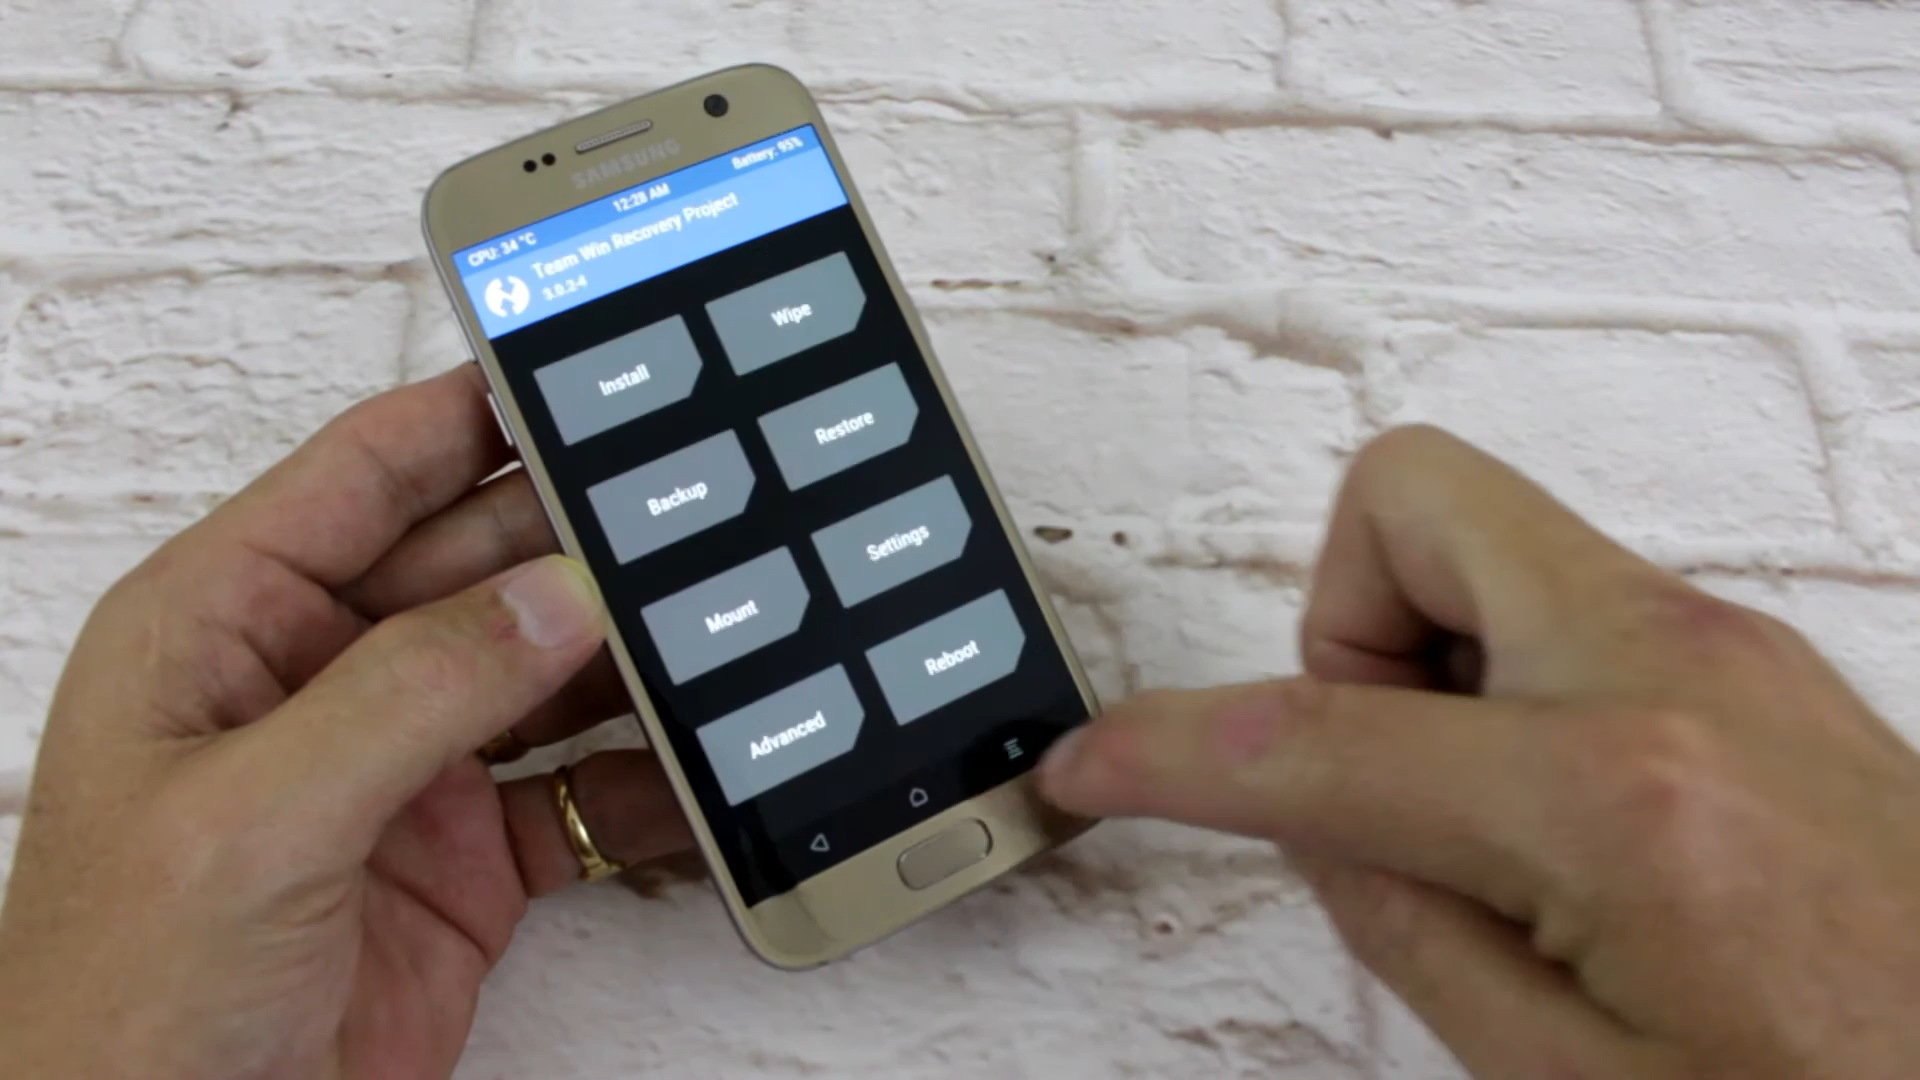 SAMSUNG
12:28 AM
Battery: 95%
CPU: 34 °C
Team Win Recovery Project
3.0.2-4
Install
Wipe
Backup
Restore
Mount
Settings
Advanced
Reboot